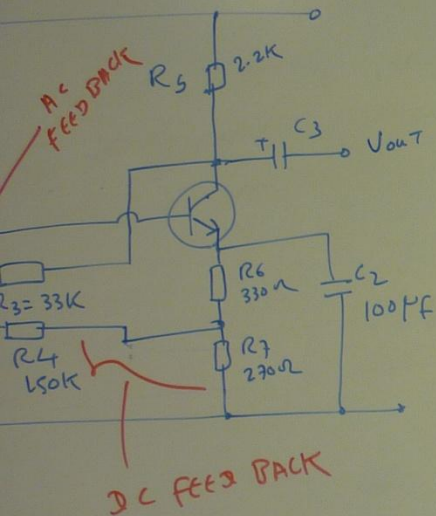 AC
FEED BACK
R5
2.2K
+
C3
VOUT
R3=33K
R4
150K
R6
330Ω
C2
100µf
R7
270Ω
DC FEED BACK